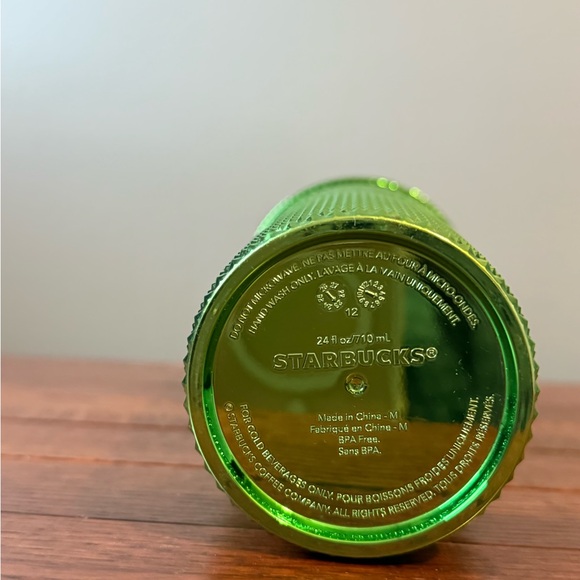 DO NOT MICROWAVE. NE PAS METTRE AU FOUR À MICRO-ONDES.
HAND WASH ONLY. LAVAGE À LA MAIN UNIQUEMENT.
12
24 fl oz/710 mL
STARBUCKS®
Made in China - M
Fabriqué en Chine - M
BPA Free.
Sans BPA.
FOR COLD BEVERAGES ONLY. POUR BOISSONS FROIDES UNIQUEMENT.
© STARBUCKS COFFEE COMPANY. ALL RIGHTS RESERVED. TOUS DROITS RÉSERVÉS.